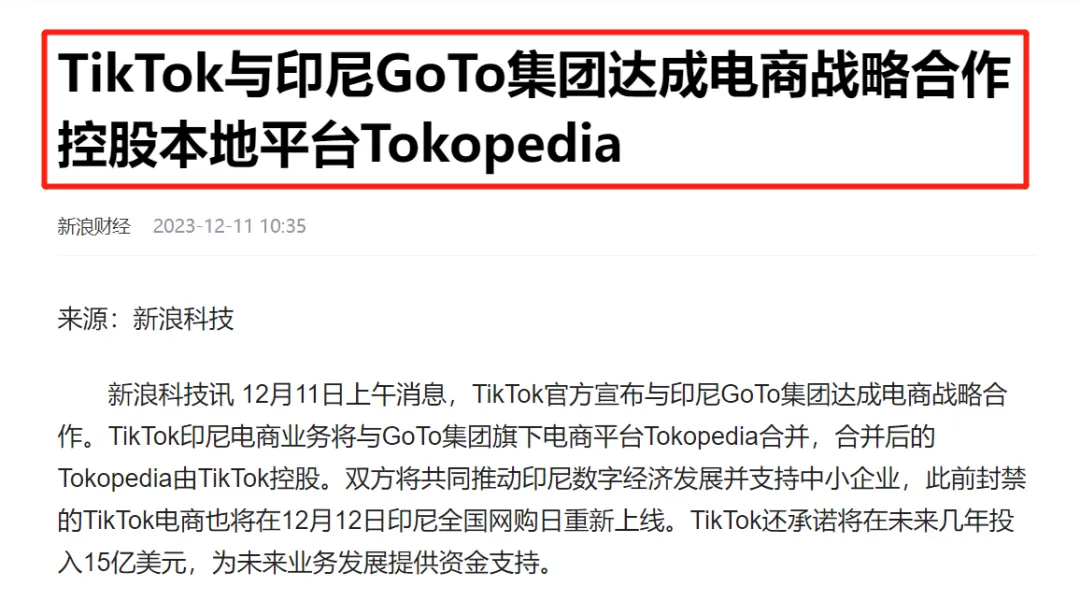 TikTok与印尼GoTo集团达成电商战略合作
控股本地平台Tokopedia
新浪财经 2023-12-11 10:35
来源：新浪科技
新浪科技讯 12月11日上午消息，TikTok官方宣布与印尼GoTo集团达成电商战略合
作。TikTok印尼电商业务将与GoTo集团旗下电商平台Tokopedia合并，合并后的
Tokopedia由TikTok控股。双方将共同推动印尼数字经济发展并支持中小企业，此前封禁
的TikTok电商也将在12月12日印尼全国网购日重新上线。TikTok还承诺将在未来几年投
入15亿美元，为未来业务发展提供资金支持。